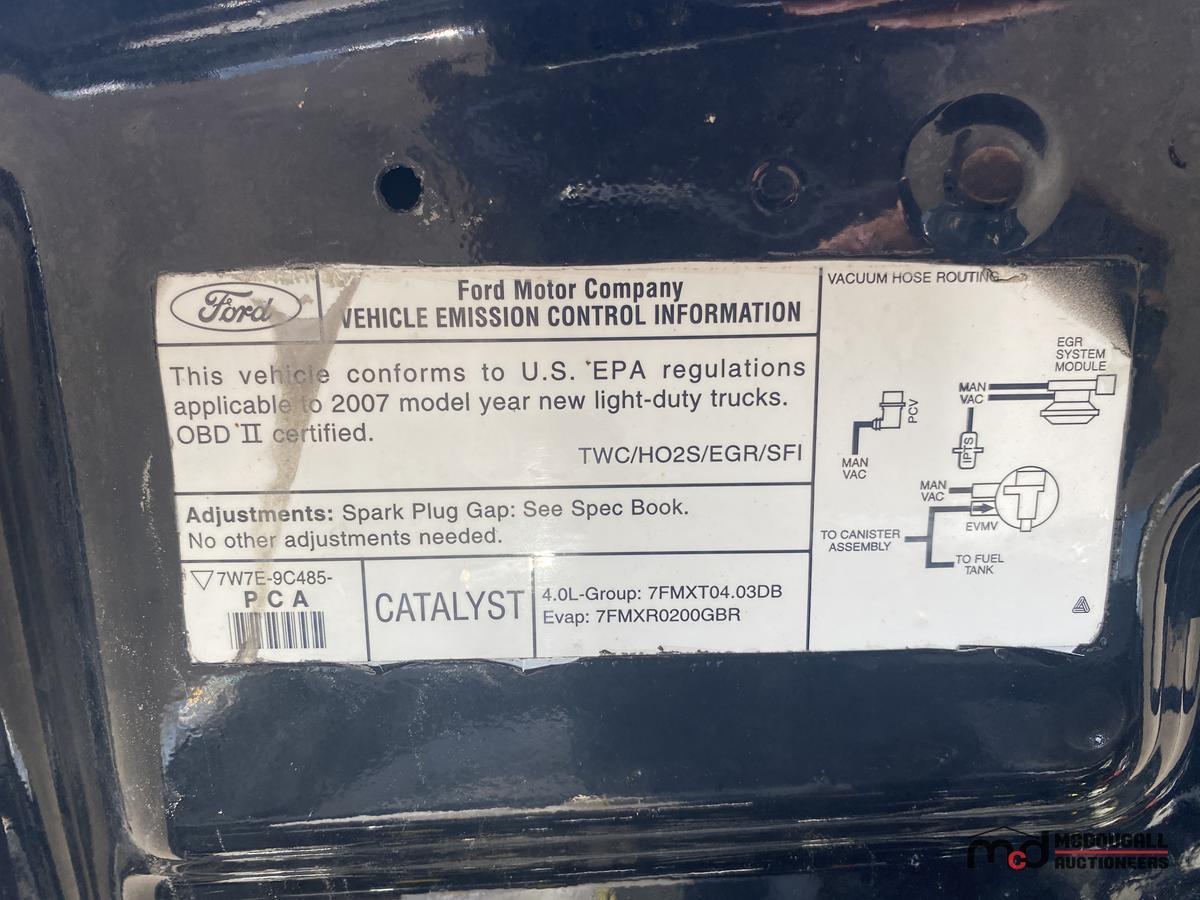 Ford
Ford Motor Company
VEHICLE EMISSION CONTROL INFORMATION
This vehicle conforms to U.S. EPA regulations
applicable to 2007 model year new light-duty trucks.
OBD II certified.
TWC/HO2S/EGR/SFI
Adjustments: Spark Plug Gap: See Spec Book.
No other adjustments needed.
7W7E-9C485-
PCA
CATALYST
4.0L-Group: 7FMXT04.03DB
Evap: 7FMXR0200GBR
VACUUM HOSE ROUTING
EGR
SYSTEM
MODULE
MAN
VAC
PCV
MAN
VAC
IPTS
MAN
VAC
EVMV
TO CANISTER
ASSEMBLY
TO FUEL
TANK
mcd
MCDOUGALL
AUCTIONEERS